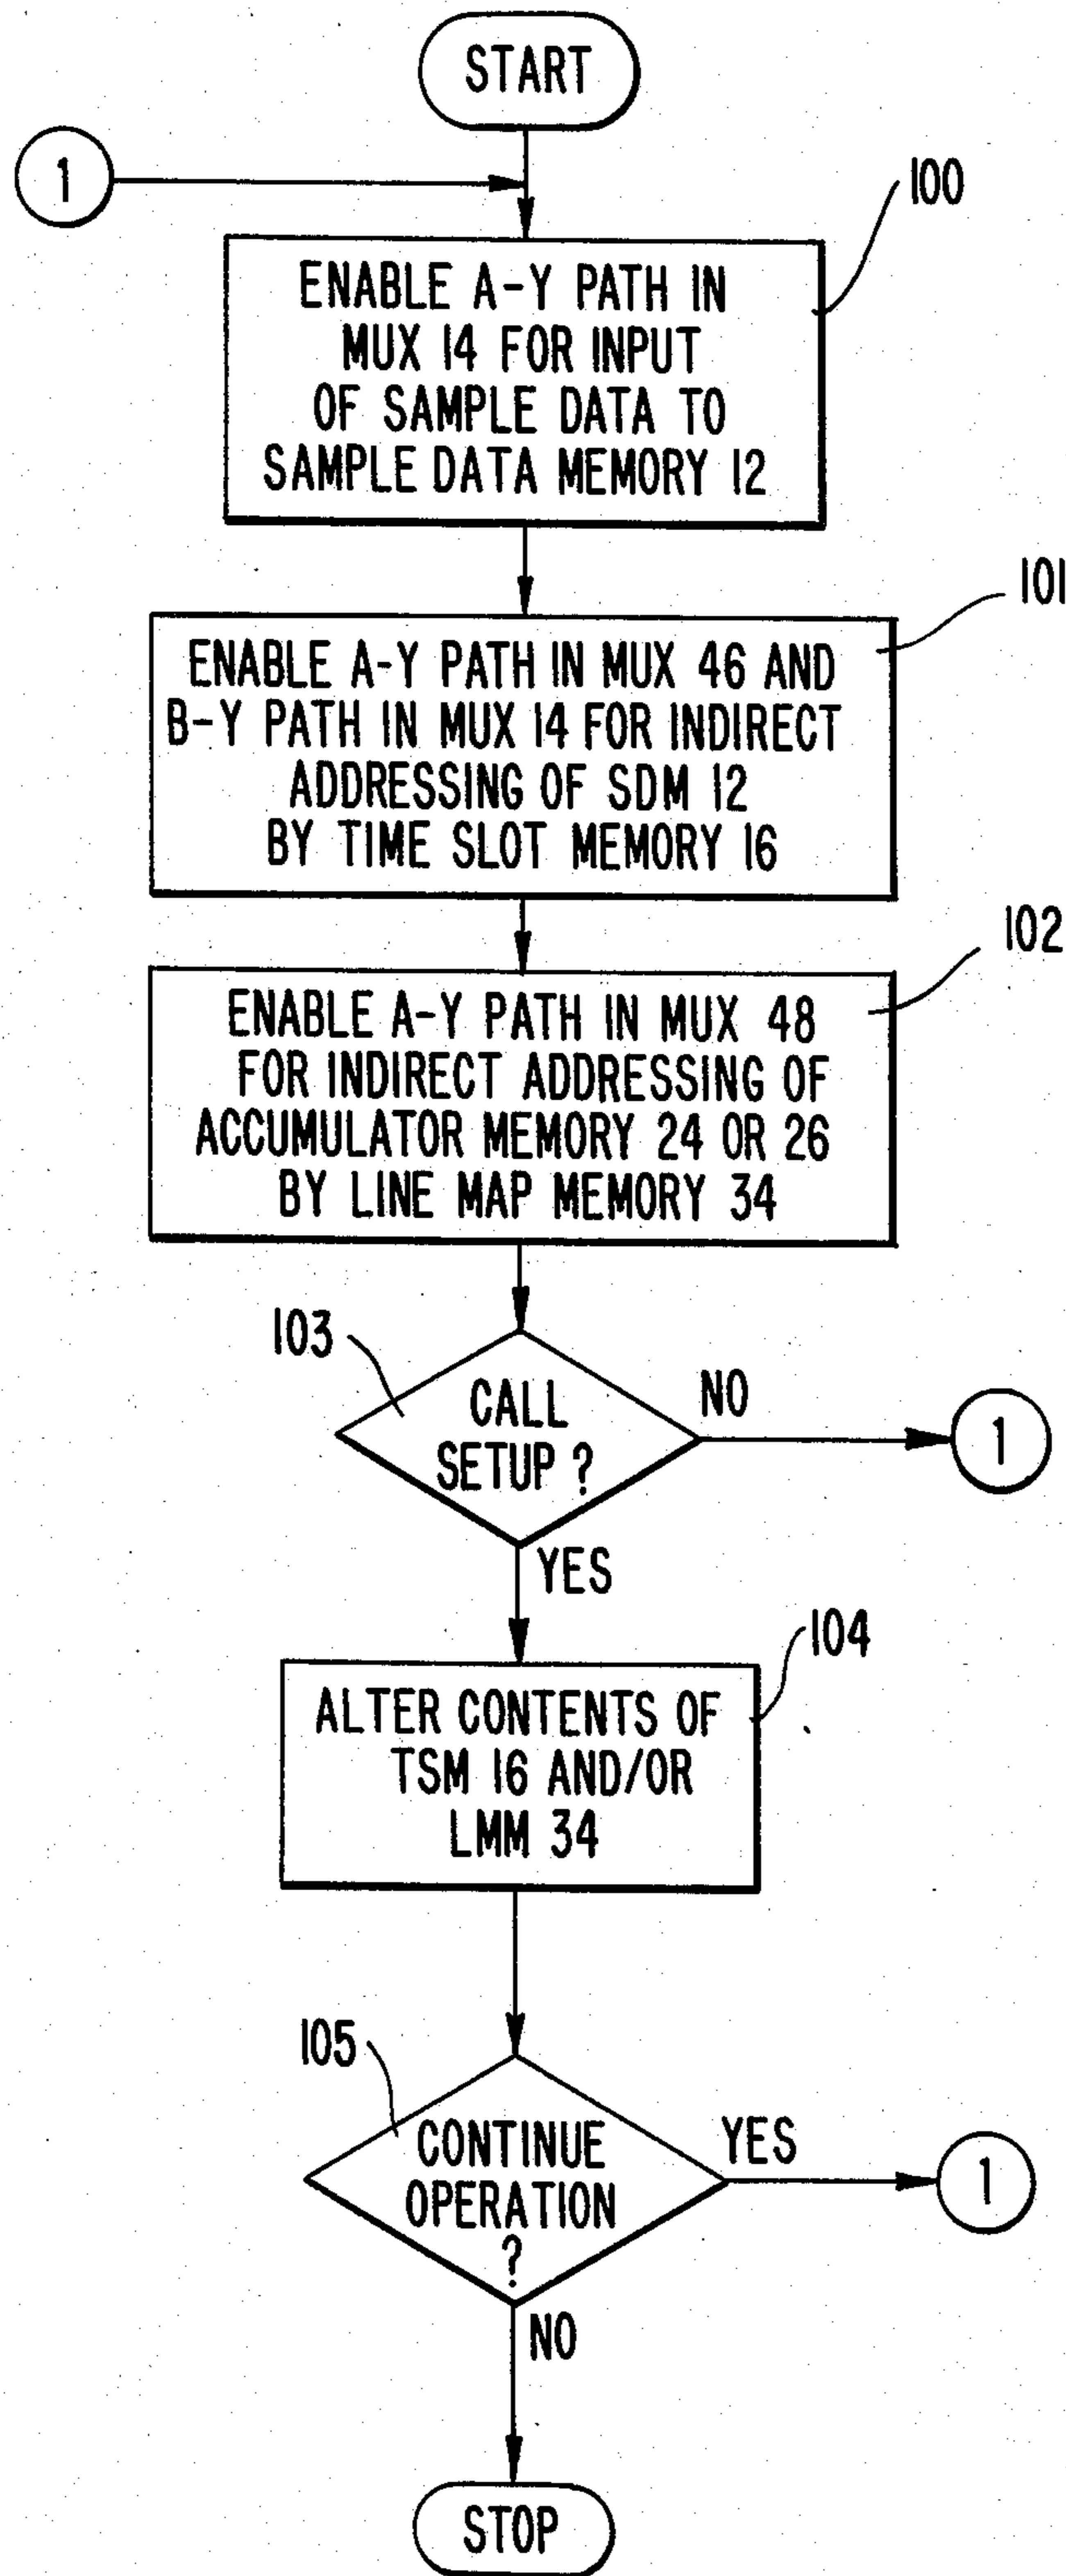 START
1
100
ENABLE A-Y PATH IN
MUX 14 FOR INPUT
OF SAMPLE DATA TO
SAMPLE DATA MEMORY 12
101
ENABLE A-Y PATH IN MUX 46 AND
B-Y PATH IN MUX 14 FOR INDIRECT
ADDRESSING OF SDM 12
BY TIME SLOT MEMORY 16
102
ENABLE A-Y PATH IN MUX 48
FOR INDIRECT ADDRESSING OF
ACCUMULATOR MEMORY 24 OR 26
BY LINE MAP MEMORY 34
103
CALL
SETUP ?
NO
1
YES
104
ALTER CONTENTS OF
TSM 16 AND/OR
LMM 34
105
CONTINUE
OPERATION
?
YES
1
NO
STOP